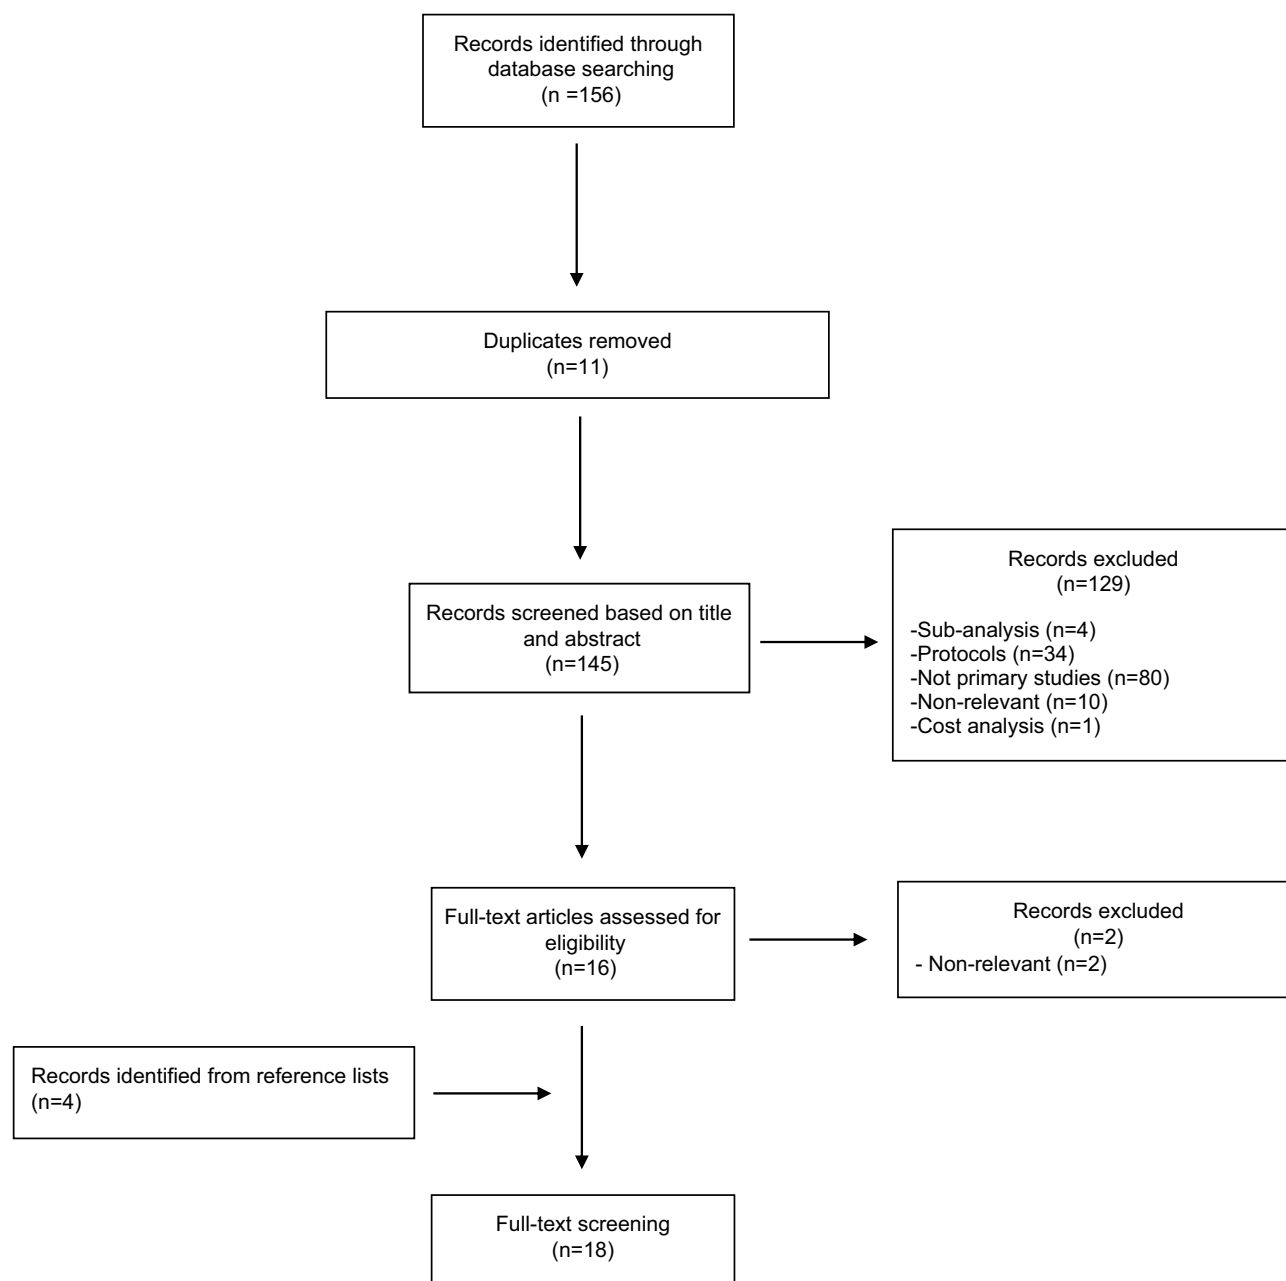 Records identified through
database searching
(n =156)
Duplicates removed
(n=11)
Records screened based on title
and abstract
(n=145)
Records excluded
(n=129)
-Sub-analysis (n=4)
-Protocols (n=34)
-Not primary studies (n=80)
-Non-relevant (n=10)
-Cost analysis (n=1)
Full-text articles assessed for
eligibility
(n=16)
Records excluded
(n=2)
- Non-relevant (n=2)
Records identified from reference lists
(n=4)
Full-text screening
(n=18)